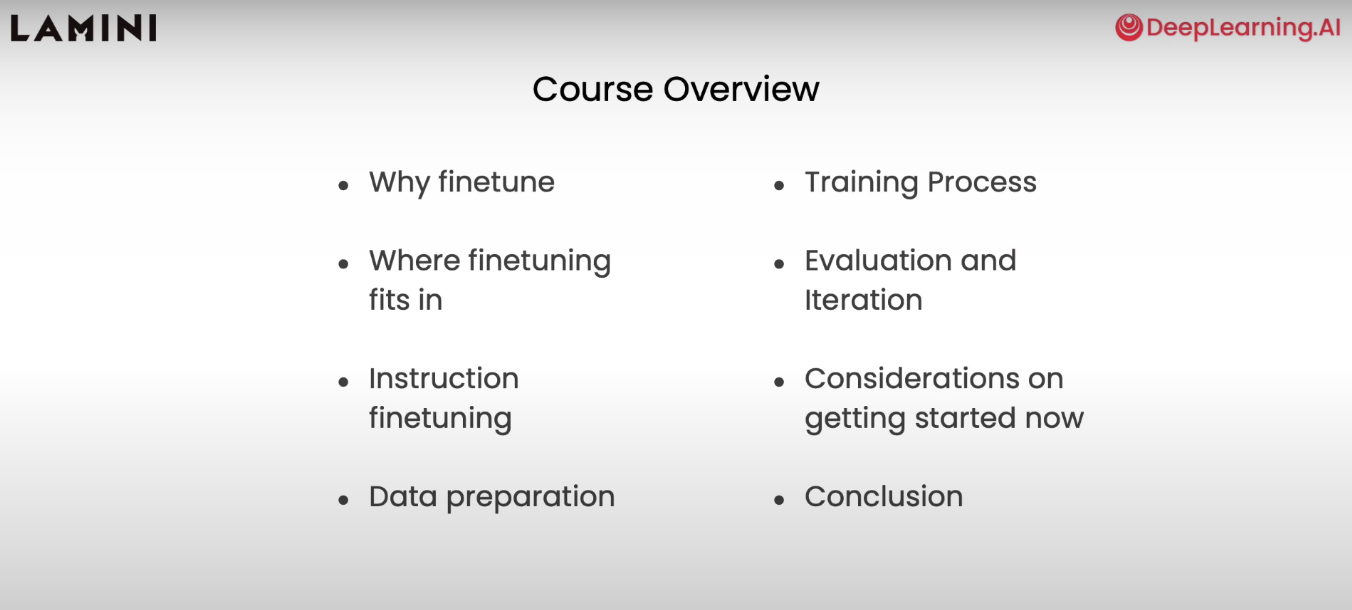 LAMINI
DeepLearning.AI
Course Overview
• Why finetune
• Where finetuning
fits in
• Instruction
finetuning
• Data preparation
• Training Process
• Evaluation and
Iteration
• Considerations on
getting started now
• Conclusion